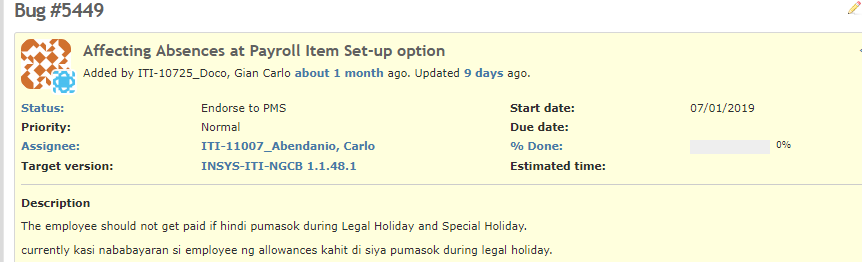 Bug #5449
Affecting Absences at Payroll Item Set-up option
Added by ITI-10725_Doco, Gian Carlo about 1 month ago. Updated 9 days ago.
Status: Endorse to PMS Start date: 07/01/2019
Priority: Normal Due date:
Assignee: ITI-11007_Abendanio, Carlo % Done: 0%
Target version: INSYS-ITI-NGCB 1.1.48.1 Estimated time:
Description
The employee should not get paid if hindi pumasok during Legal Holiday and Special Holiday.
currently kasi nababayaran si employee ng allowances kahit di siya pumasok during legal holiday.